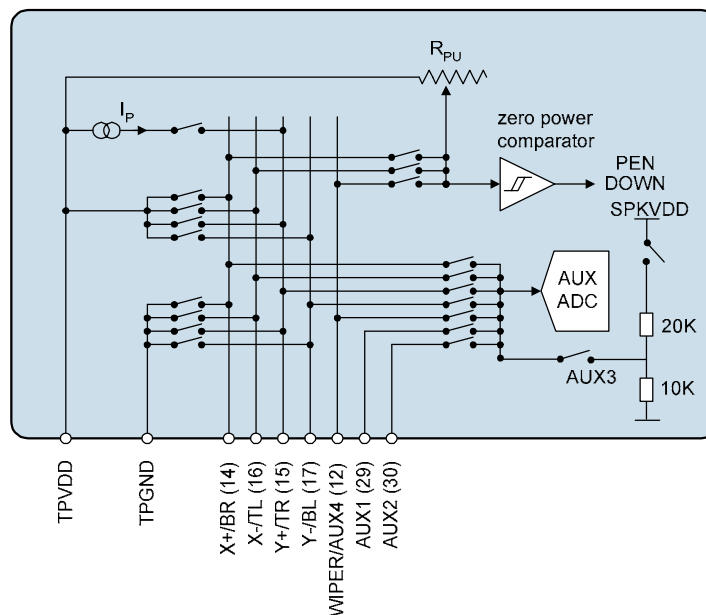 R_PU
I_P
zero power
comparator
PEN
DOWN
SPKVDD
AUX
ADC
20K
AUX3
10K
TPVDD
TPGND
X+/BR (14)
X-/TL (16)
Y+/TR (15)
Y-/BL (17)
WIPER/AUX4 (12)
AUX1 (29)
AUX2 (30)